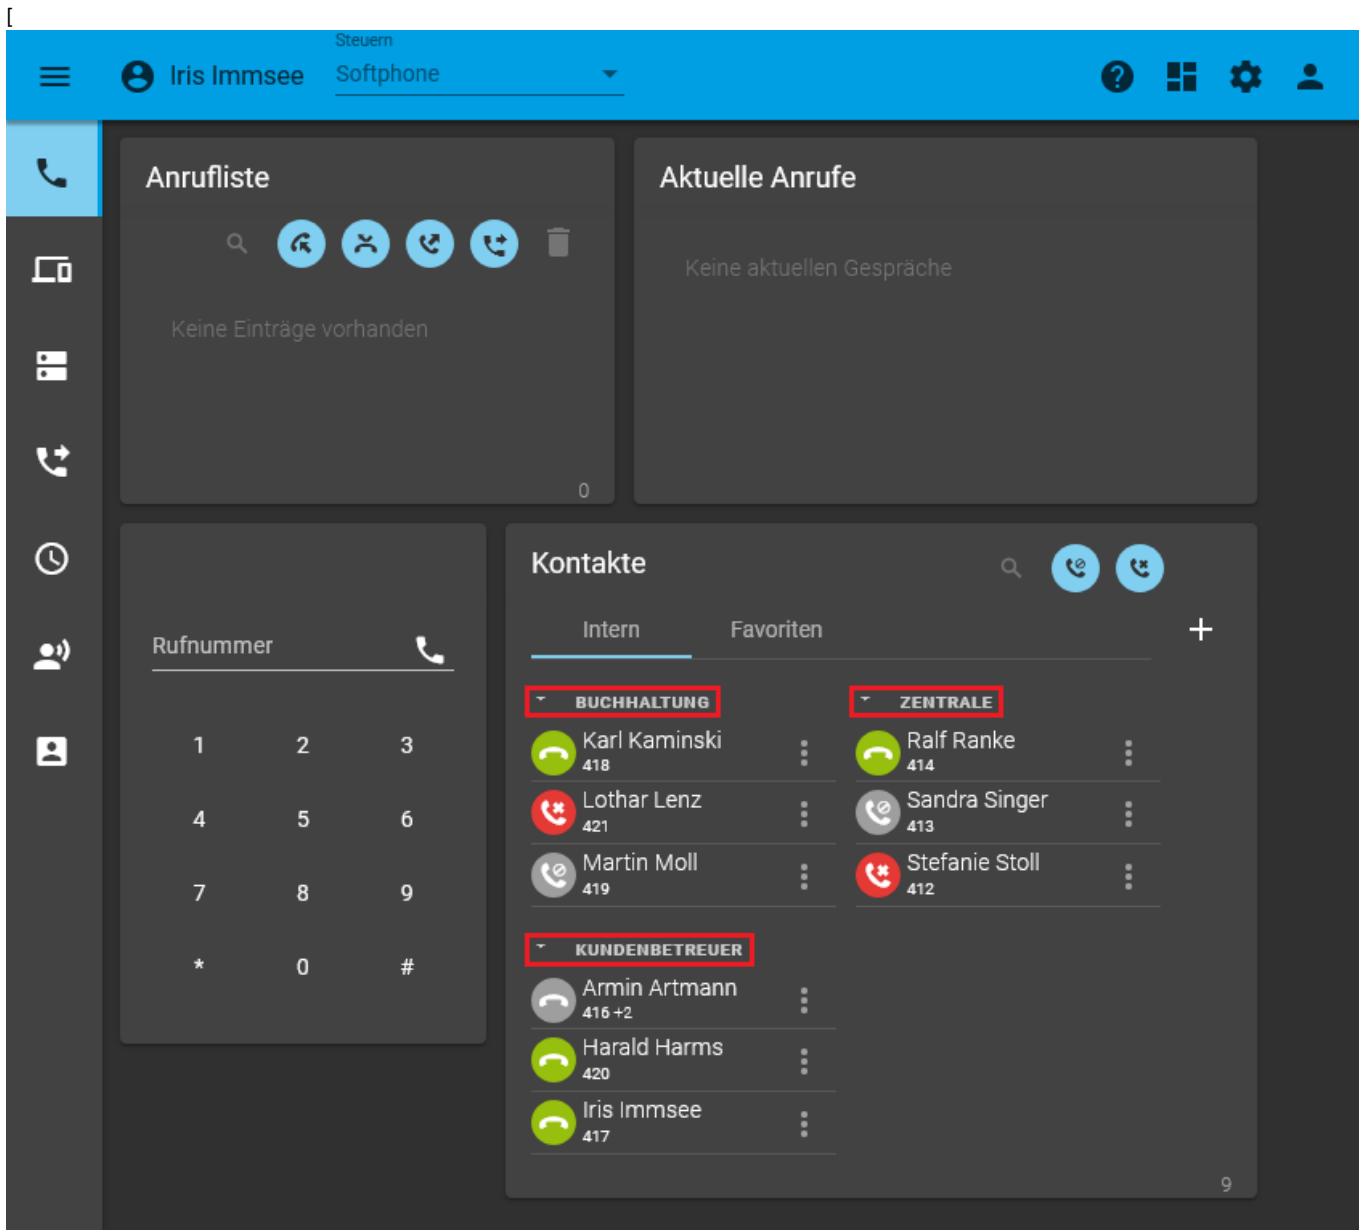 [
Steuern
Iris Immsee
Softphone
Anrufliste
Keine Einträge vorhanden
0
Aktuelle Anrufe
Keine aktuellen Gespräche
Rufnummer
1 2 3
4 5 6
7 8 9
* 0 #
Kontakte
Intern Favoriten
BUCHHALTUNG
Karl Kaminski
418
Lothar Lenz
421
Martin Moll
419
ZENTRALE
Ralf Ranke
414
Sandra Singer
413
Stefanie Stoll
412
KUNDENBETREUER
Armin Artmann
416 +2
Harald Harms
420
Iris Immsee
417
9